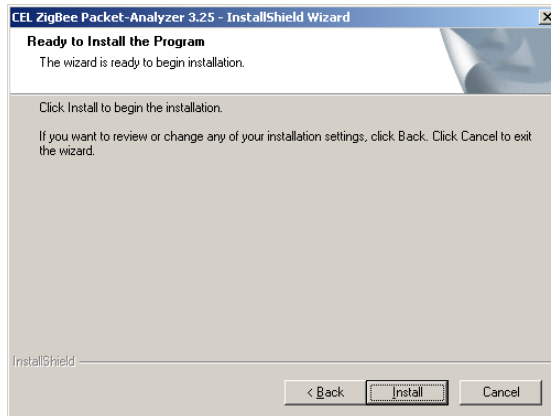 CEL ZigBee Packet-Analyzer 3.25 - InstallShield Wizard
Ready to Install the Program
The wizard is ready to begin installation.
Click Install to begin the installation.
If you want to review or change any of your installation settings, click Back. Click Cancel to exit
the wizard.
InstallShield
< Back
Install
Cancel